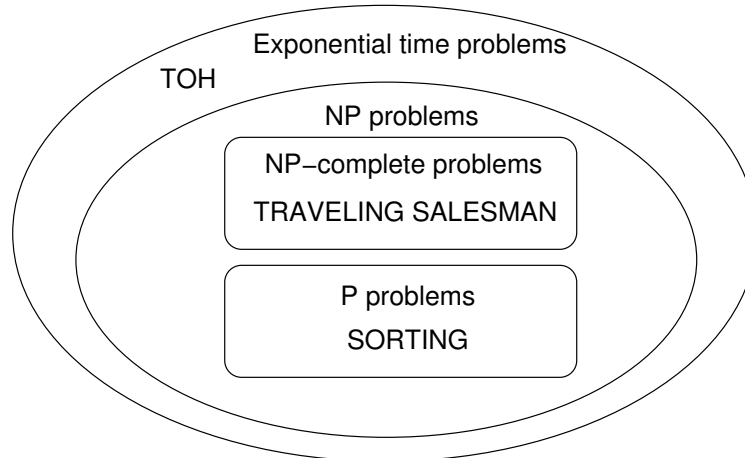 Exponential time problems
TOH
NP problems
NP−complete problems
TRAVELING SALESMAN
P problems
SORTING